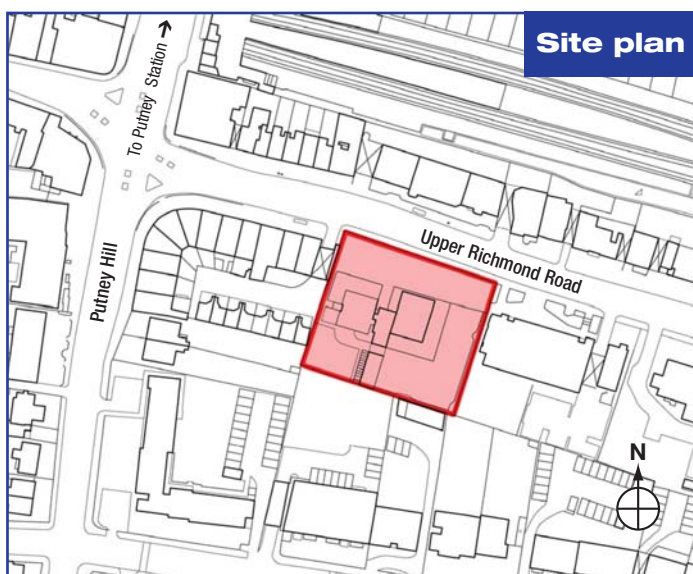 Site plan
To Putney Station →
Upper Richmond Road
Putney Hill
N